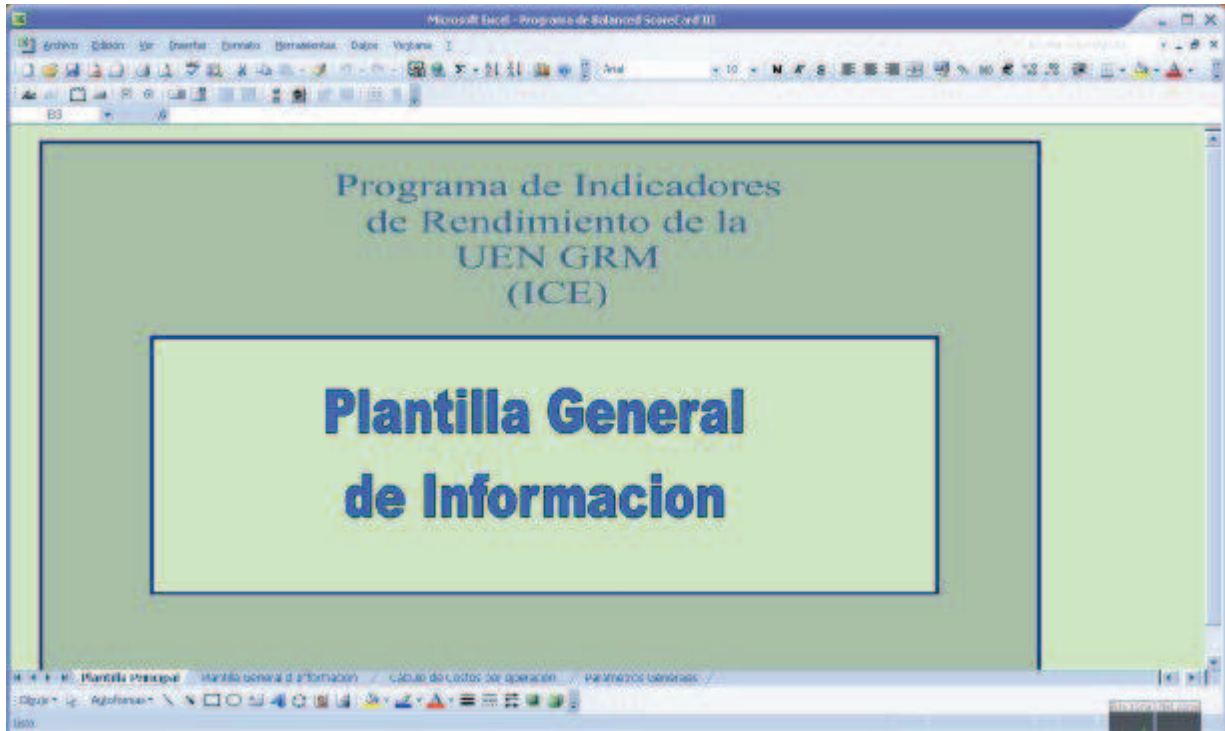 Microsoft Excel - Programa de Balanced ScoreCard III
Archivo Edición Ver Insertar Formato Herramientas Datos Ventana ?
Arial 10 N K S
B3
Programa de Indicadores
de Rendimiento de la
UEN GRM
(ICE)
Plantilla General
de Informacion
Plantilla Principal / Plantilla General d Informacion / Calculo de Costos por operación / Parametros Generales
Dibujo Autoformas
Listo